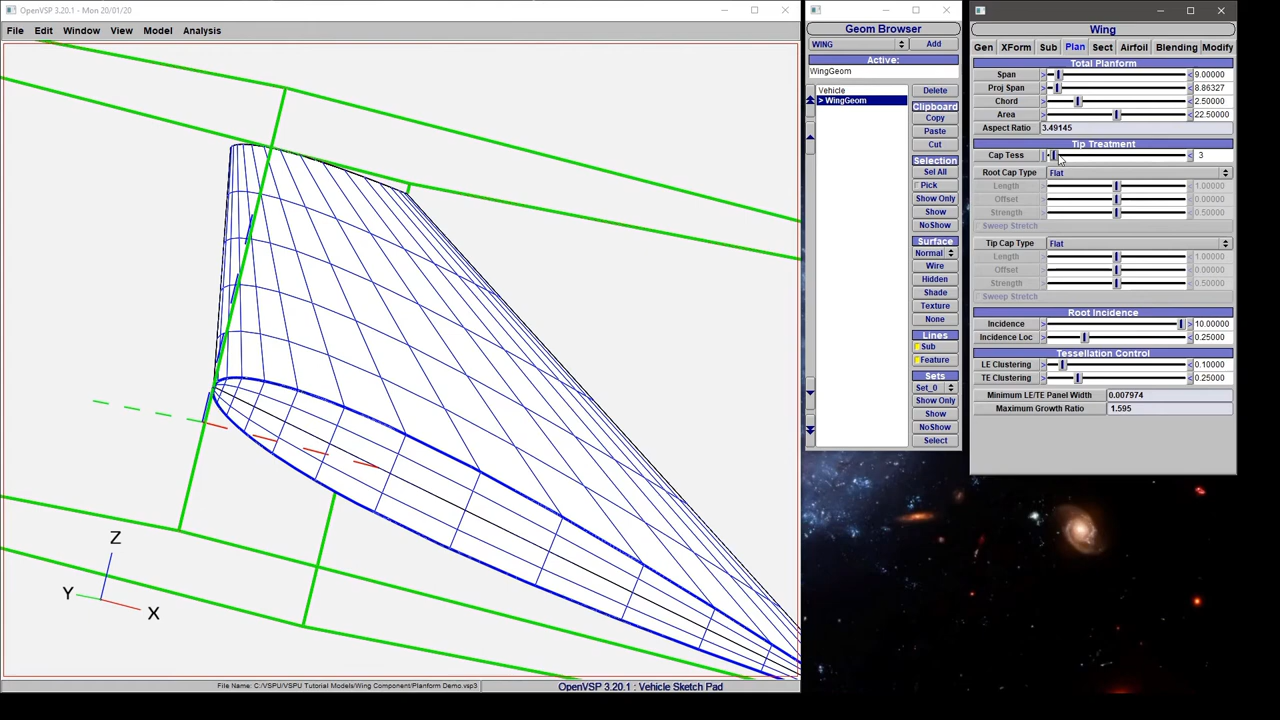 OpenVSP 3.20.1 - Mon 20/01/20
File Edit Window View Model Analysis
Z
Y
X
File Name: C:/VSPU/VSPU Tutorial Models/Wing Component/Planform Demo.vsp3
OpenVSP 3.20.1 : Vehicle Sketch Pad
Geom Browser
WING
Add
Active:
WingGeom
Vehicle
> WingGeom
Delete
Clipboard
Copy
Paste
Cut
Selection
Sel All
Pick
Show Only
Show
NoShow
Surface
Normal
Wire
Hidden
Shade
Texture
None
Lines
Sub
Feature
Sets
Set_0
Show Only
Show
NoShow
Select
Wing
Gen XForm Sub Plan Sect Airfoil Blending Modify
Total Planform
Span > < 9.00000
Proj Span > < 8.86327
Chord > < 2.50000
Area > < 22.50000
Aspect Ratio 3.49145
Tip Treatment
Cap Tess | < 3
Root Cap Type Flat
Length > < 1.00000
Offset > < 0.00000
Strength > < 0.50000
Sweep Stretch
Tip Cap Type Flat
Length > < 1.00000
Offset > < 0.00000
Strength > < 0.50000
Sweep Stretch
Root Incidence
Incidence > < 10.00000
Incidence Loc > < 0.25000
Tessellation Control
LE Clustering > < 0.10000
TE Clustering > < 0.25000
Minimum LE/TE Panel Width 0.007974
Maximum Growth Ratio 1.595